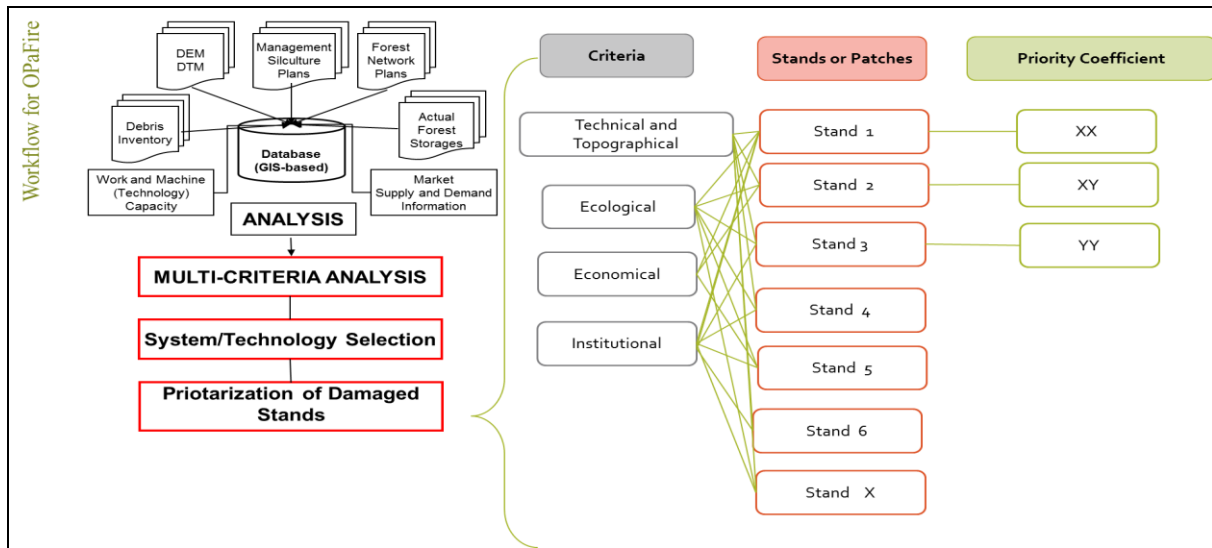 Workflow for OPaFire
DEM
DTM
Management
Silculture
Plans
Forest
Network
Plans
Debris
Inventory
Actual
Forest
Storages
Database
(GIS-based)
Work and Machine
(Technology)
Capacity
Market
Supply and Demand
Information
ANALYSIS
MULTI-CRITERIA ANALYSIS
System/Technology Selection
Priotarization of Damaged
Stands
Criteria
Technical and
Topographical
Ecological
Economical
Institutional
Stands or Patches
Stand 1
Stand 2
Stand 3
Stand 4
Stand 5
Stand 6
Stand X
Priority Coefficient
XX
XY
YY